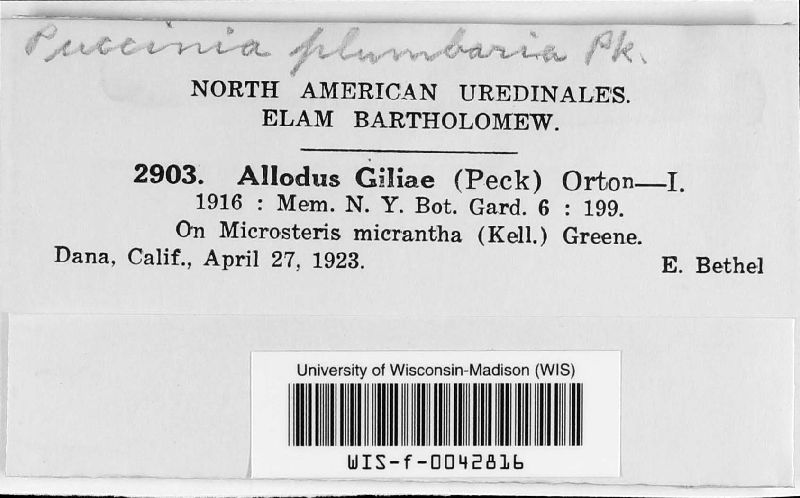 Puccinia plumbaria Pk.
NORTH AMERICAN UREDINALES.
ELAM BARTHOLOMEW.
2903. Allodus Giliae (Peck) Orton—I.
1916 : Mem. N. Y. Bot. Gard. 6 : 199.
On Microsteris micrantha (Kell.) Greene.
Dana, Calif., April 27, 1923. E. Bethel
University of Wisconsin-Madison (WIS)
WIS-f-0042816